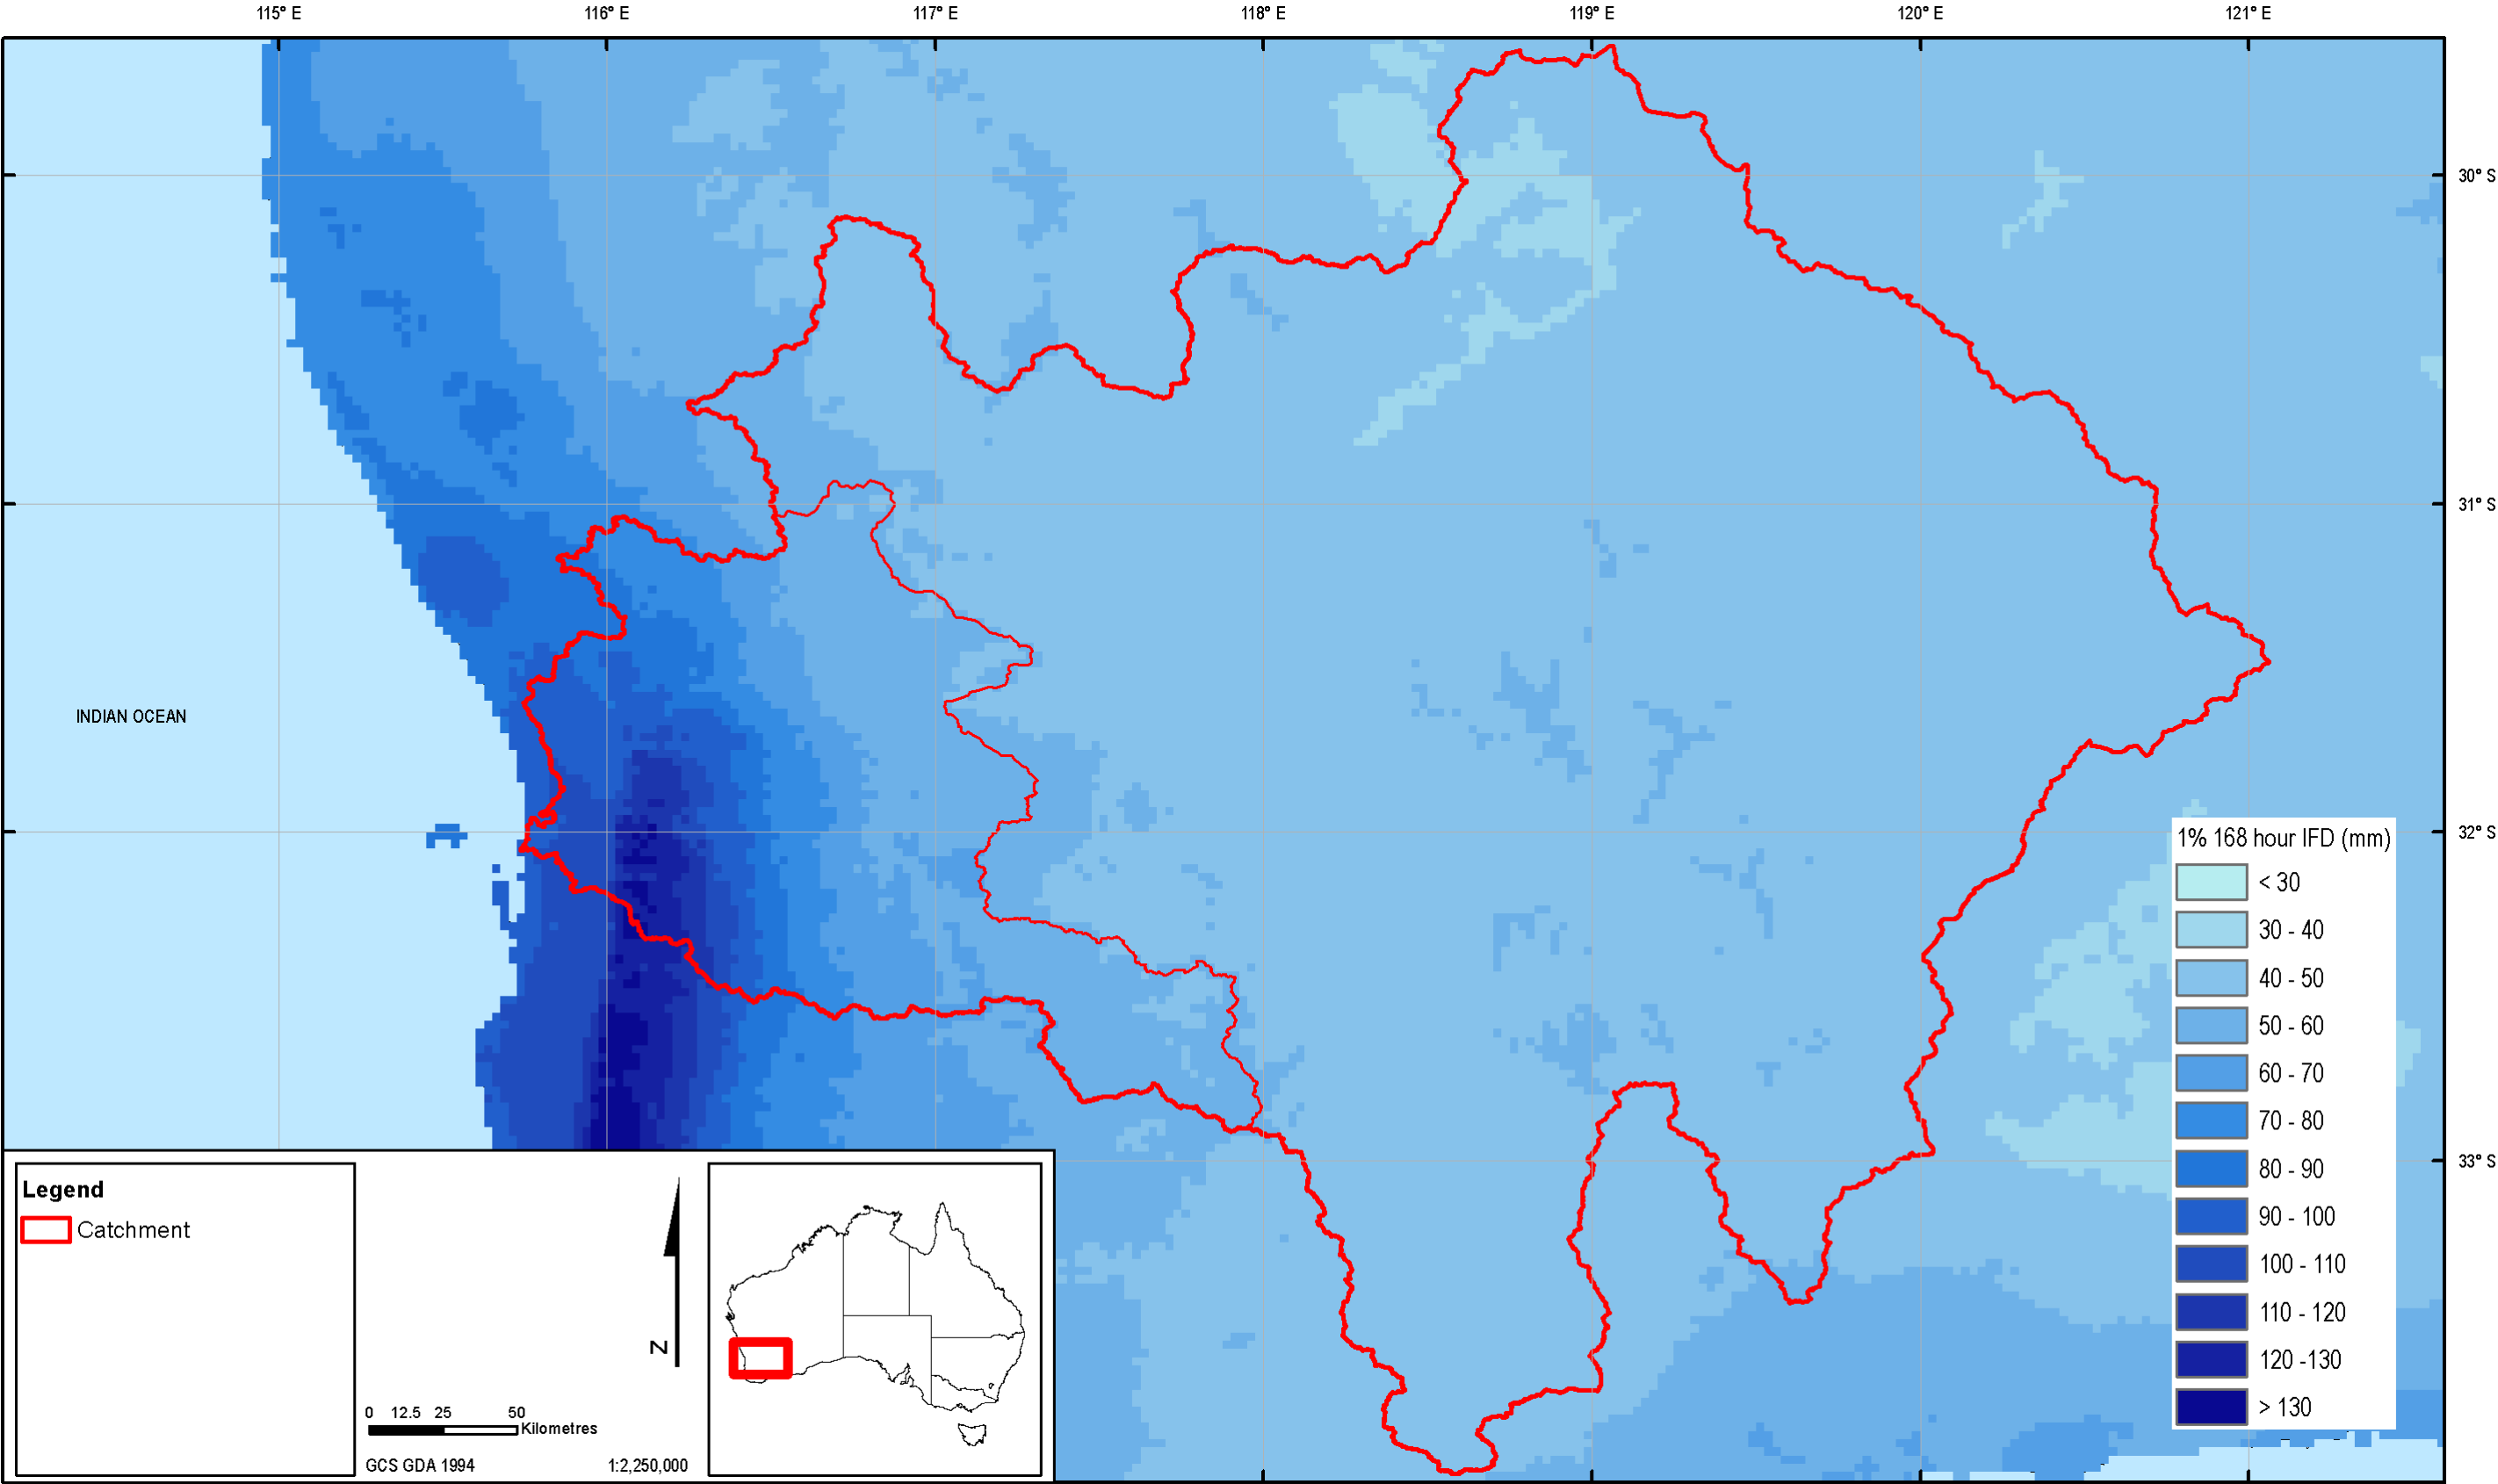 115° E
116° E
117° E
118° E
119° E
120° E
121° E
30° S
31° S
INDIAN OCEAN
32° S
1% 168 hour IFD (mm)
< 30
30 - 40
40 - 50
50 - 60
60 - 70
70 - 80
80 - 90
90 - 100
100 - 110
110 - 120
120 -130
> 130
33° S
Legend
Catchment
N
0 12.5 25 50
Kilometres
GCS GDA 1994
1:2,250,000